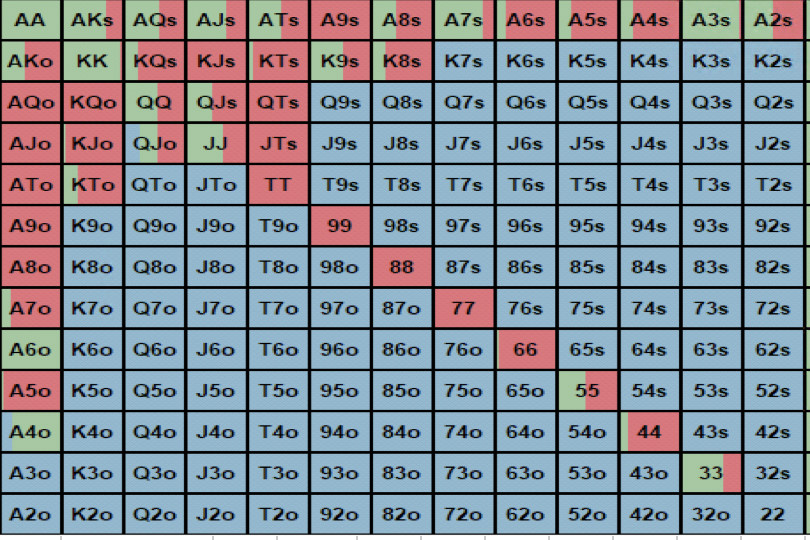 AA AKs AQs AJs ATs A9s A8s A7s A6s A5s A4s A3s A2s
AKo KK KQs KJs KTs K9s K8s K7s K6s K5s K4s K3s K2s
AQo KQo QQ QJs QTs Q9s Q8s Q7s Q6s Q5s Q4s Q3s Q2s
AJo KJo QJo JJ JTs J9s J8s J7s J6s J5s J4s J3s J2s
ATo KTo QTo JTo TT T9s T8s T7s T6s T5s T4s T3s T2s
A9o K9o Q9o J9o T9o 99 98s 97s 96s 95s 94s 93s 92s
A8o K8o Q8o J8o T8o 98o 88 87s 86s 85s 84s 83s 82s
A7o K7o Q7o J7o T7o 97o 87o 77 76s 75s 74s 73s 72s
A6o K6o Q6o J6o T6o 96o 86o 76o 66 65s 64s 63s 62s
A5o K5o Q5o J5o T5o 95o 85o 75o 65o 55 54s 53s 52s
A4o K4o Q4o J4o T4o 94o 84o 74o 64o 54o 44 43s 42s
A3o K3o Q3o J3o T3o 93o 83o 73o 63o 53o 43o 33 32s
A2o K2o Q2o J2o T2o 92o 82o 72o 62o 52o 42o 32o 22